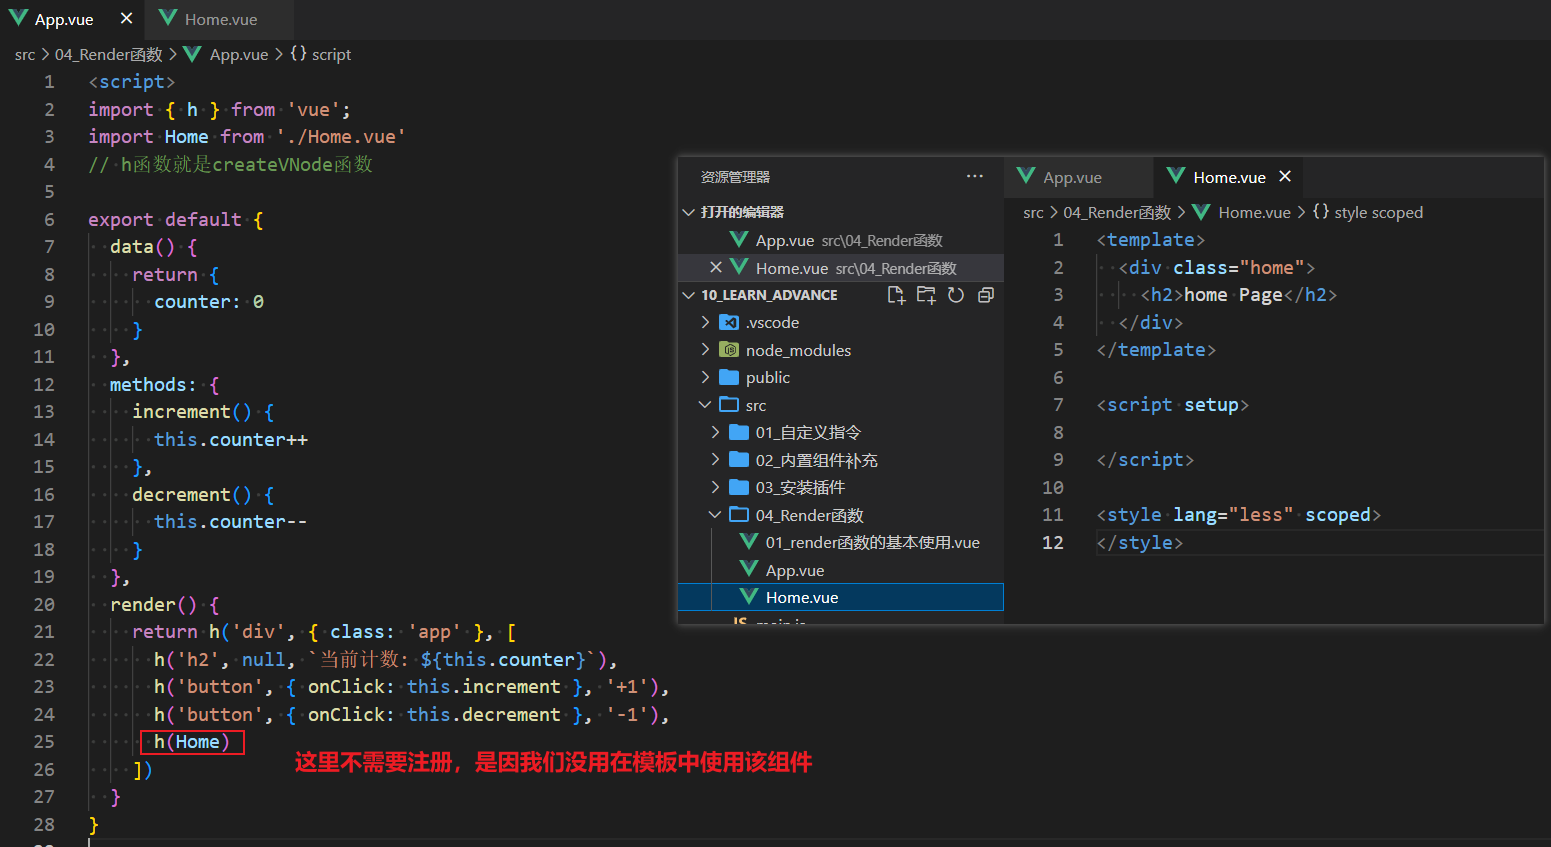 App.vue
Home.vue
src > 04_Render函数 > App.vue > {} script
1 <script>
2 import { h } from 'vue';
3 import Home from './Home.vue'
4 // h函数就是createVNode函数
5
6 export default {
7 data() {
8 return {
9 counter: 0
10 }
11 },
12 methods: {
13 increment() {
14 this.counter++
15 },
16 decrement() {
17 this.counter--
18 }
19 },
20 render() {
21 return h('div', { class: 'app' }, [
22 h('h2', null, `当前计数: ${this.counter}`),
23 h('button', { onClick: this.increment }, '+1'),
24 h('button', { onClick: this.decrement }, '-1'),
25 h(Home)
26 ])
27 }
28 }
这里不需要注册，是因我们没用在模板中使用该组件
资源管理器
打开的编辑器
App.vue src\04_Render函数
Home.vue src\04_Render函数
10_LEARN_ADVANCE
.vscode
node_modules
public
src
01_自定义指令
02_内置组件补充
03_安装插件
04_Render函数
01_render函数的基本使用.vue
App.vue
Home.vue
App.vue
Home.vue
src > 04_Render函数 > Home.vue > {} style scoped
1 <template>
2 <div class="home">
3 <h2>home Page</h2>
4 </div>
5 </template>
6
7 <script setup>
8
9 </script>
10
11 <style lang="less" scoped>
12 </style>